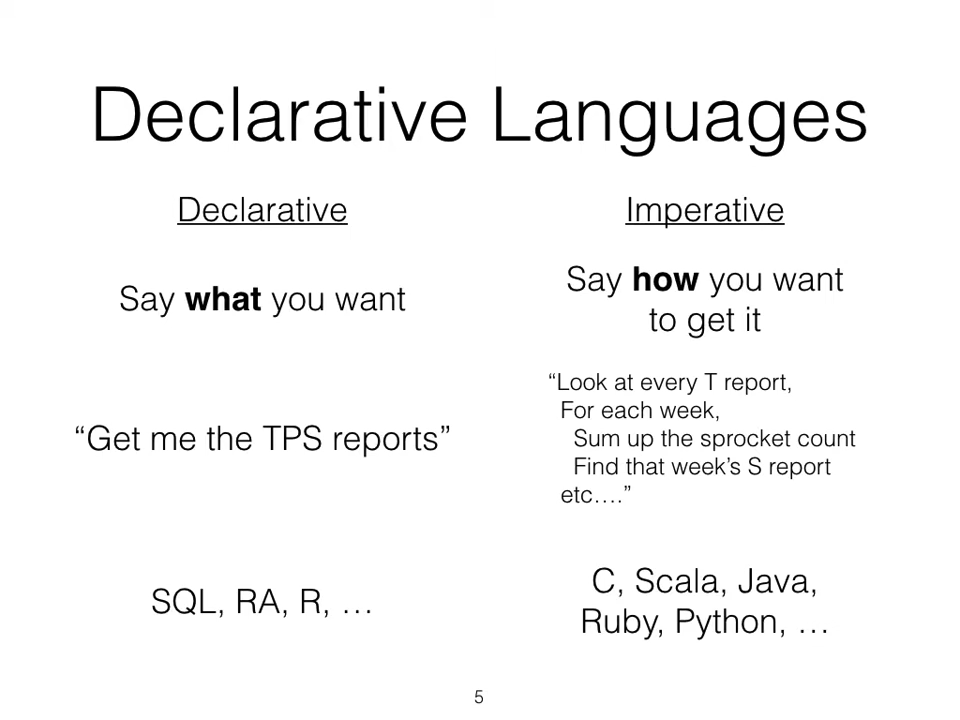 Declarative Languages
Declarative
Say what you want
“Get me the TPS reports”
SQL, RA, R, …
Imperative
Say how you want
to get it
“Look at every T report,
For each week,
Sum up the sprocket count
Find that week’s S report
etc….”
C, Scala, Java,
Ruby, Python, …
5